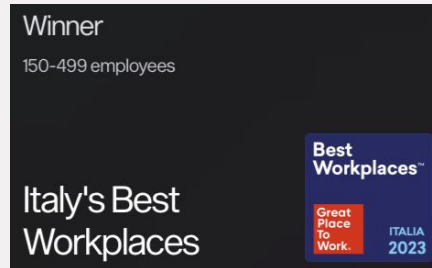 Winner
150-499 employees
Italy's Best
Workplaces
Best
Workplaces™
Great
Place
To
Work.
ITALIA
2023